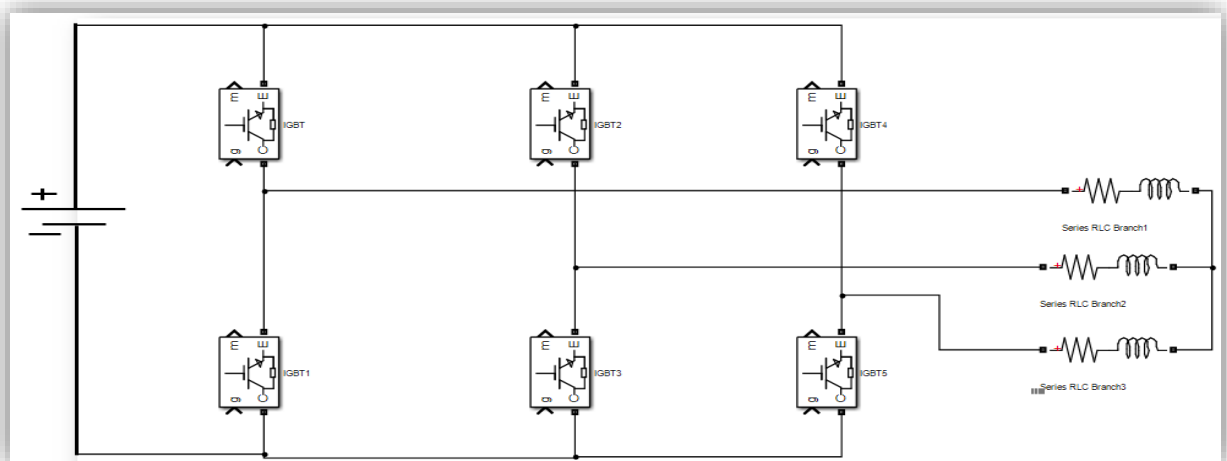 m E
IGBT
g C
m E
IGBT2
g C
m E
IGBT4
g C
+
+
Series RLC Branch1
+
Series RLC Branch2
+
Series RLC Branch3
m E
IGBT1
g C
m E
IGBT3
g C
m E
IGBT5
g C